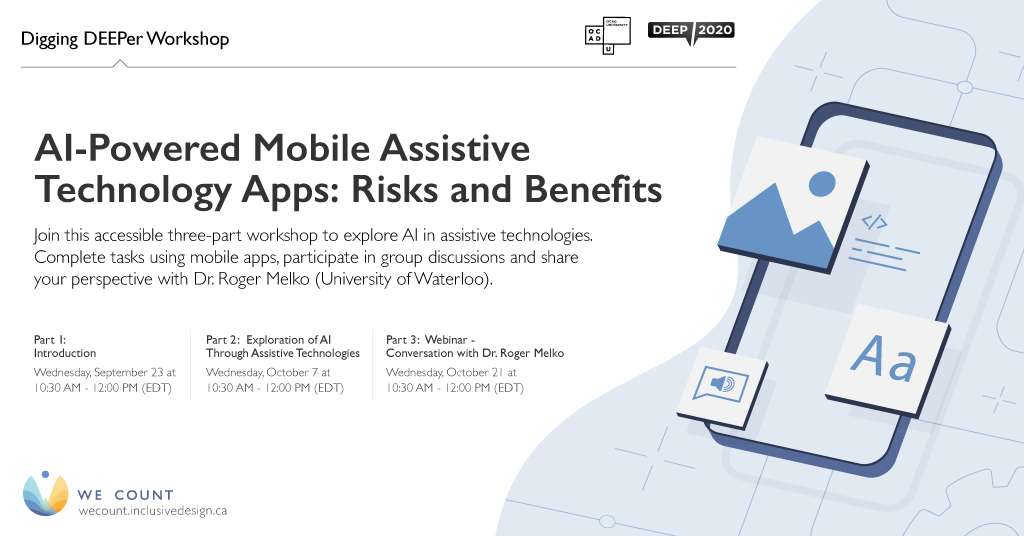 Digging DEEPer Workshop
O C
A D
U
OCAD
UNIVERSITY
DEEP 2020
AI-Powered Mobile Assistive
Technology Apps: Risks and Benefits
Join this accessible three-part workshop to explore AI in assistive technologies.
Complete tasks using mobile apps, participate in group discussions and share
your perspective with Dr. Roger Melko (University of Waterloo).
Part 1:
Introduction
Wednesday, September 23 at
10:30 AM - 12:00 PM (EDT)
Part 2: Exploration of AI
Through Assistive Technologies
Wednesday, October 7 at
10:30 AM - 12:00 PM (EDT)
Part 3: Webinar -
Conversation with Dr. Roger Melko
Wednesday, October 21 at
10:30 AM - 12:00 PM (EDT)
</>
Aa
WE COUNT
wecount.inclusivedesign.ca